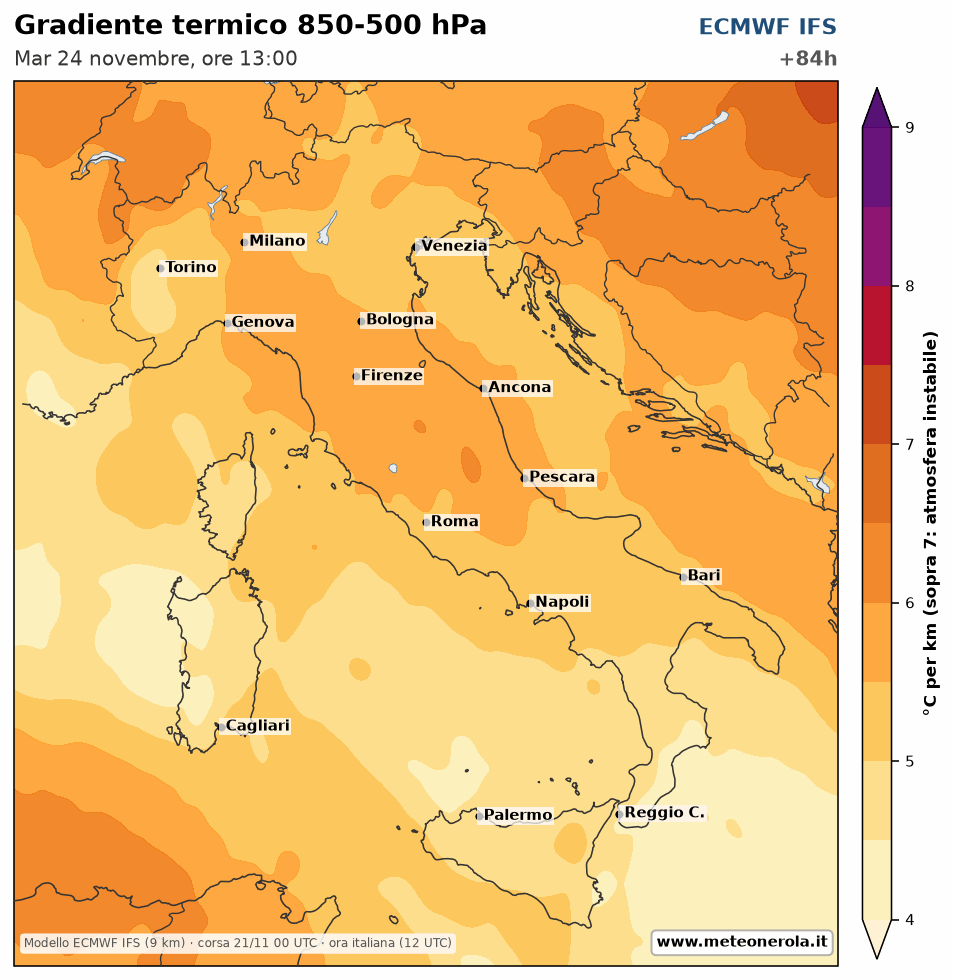 Gradiente termico 850-500 hPa
ECMWF IFS
Mar 24 novembre, ore 13:00
+84h
Milano
Venezia
Torino
Genova
Bologna
Firenze
Ancona
Pescara
Roma
Bari
Napoli
Cagliari
Palermo
Reggio C.
9
8
7
6
5
4
°C per km (sopra 7: atmosfera instabile)
Modello ECMWF IFS (9 km) · corsa 21/11 00 UTC · ora italiana (12 UTC)
www.meteonerola.it